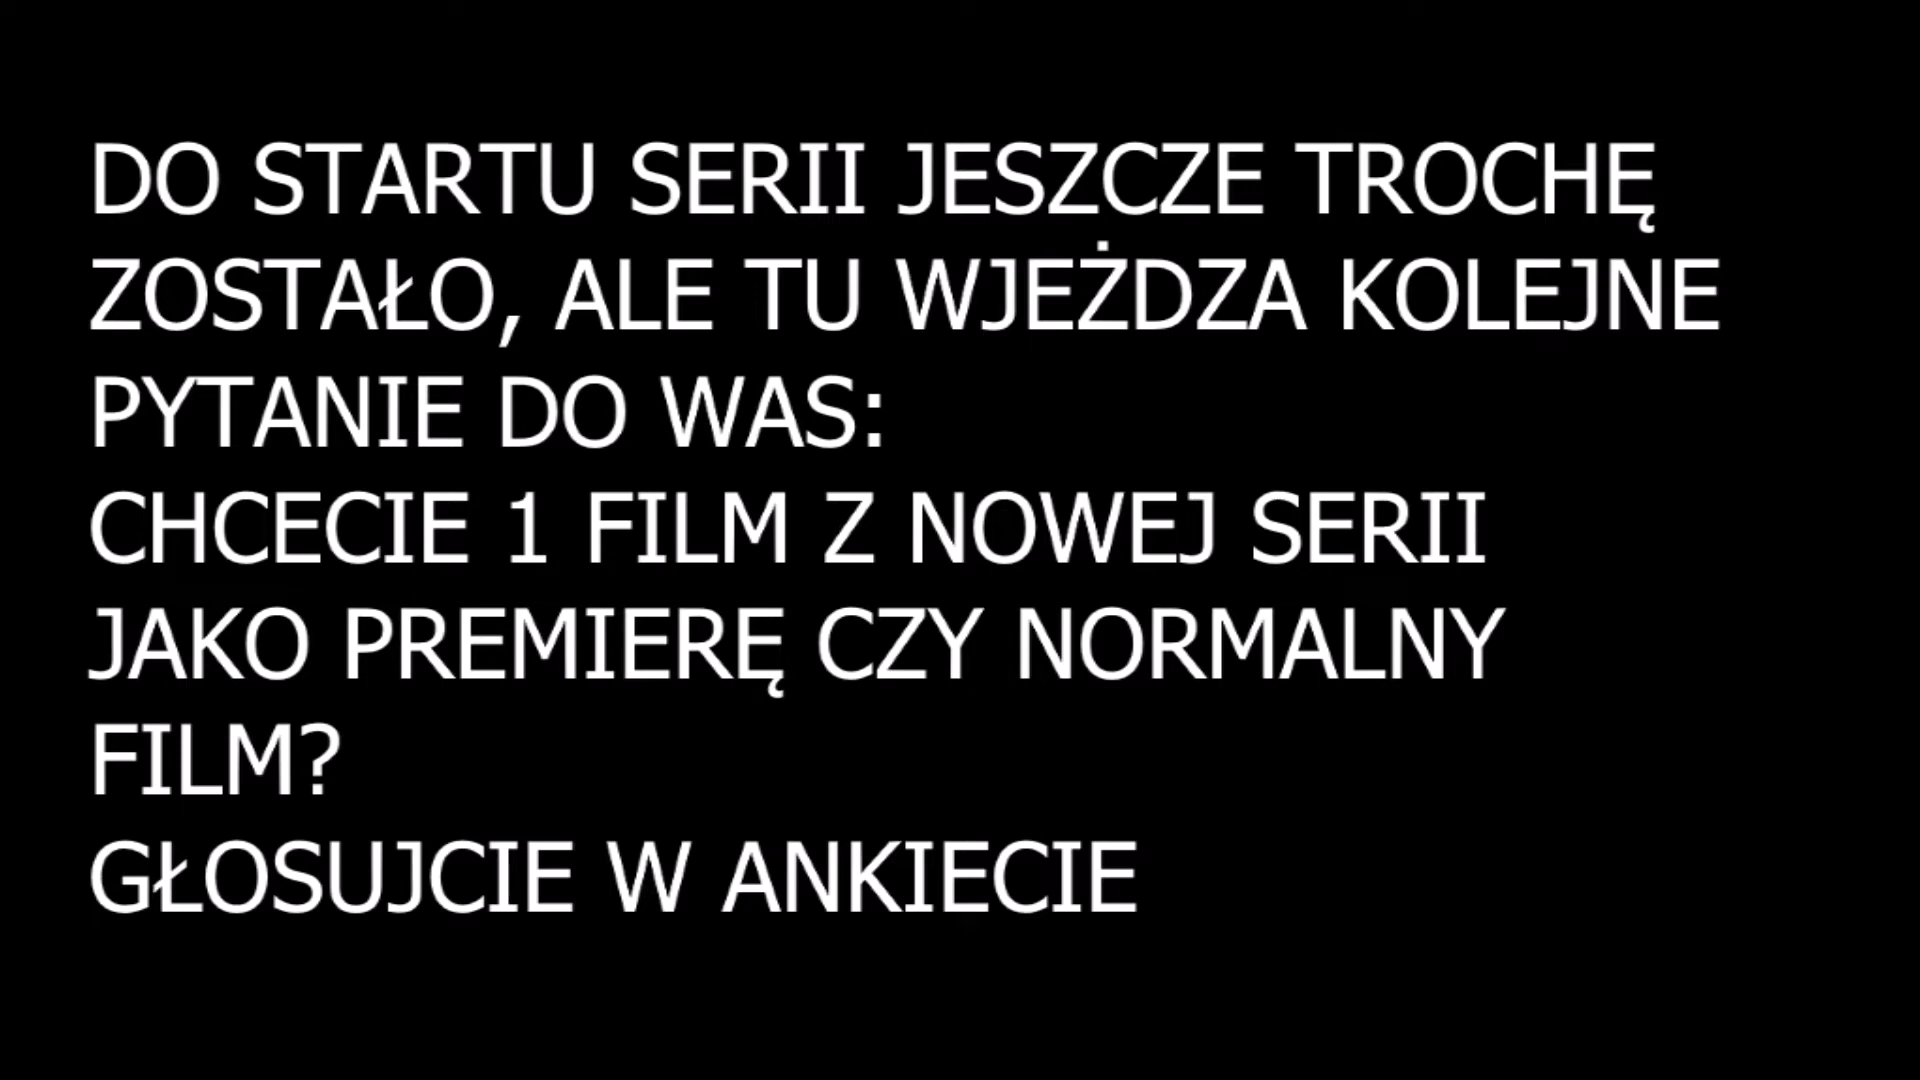 DO STARTU SERII JESZCZE TROCHĘ
ZOSTAŁO, ALE TU WJEŻDZA KOLEJNE
PYTANIE DO WAS:
CHCECIE 1 FILM Z NOWEJ SERII
JAKO PREMIERĘ CZY NORMALNY
FILM?
GŁOSUJCIE W ANKIECIE